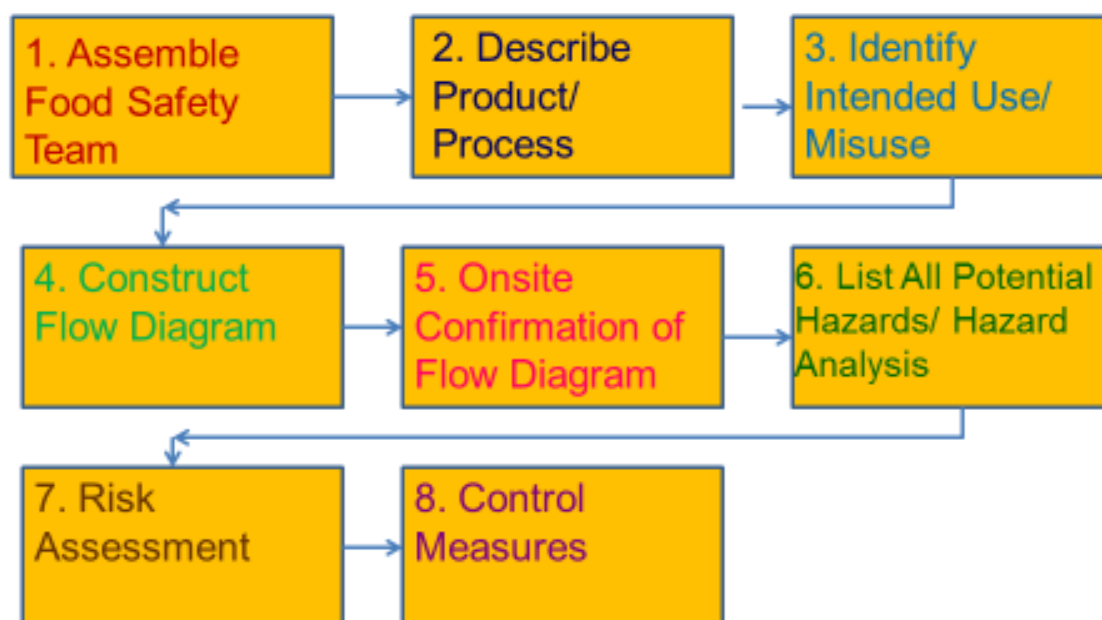 1. Assemble
Food Safety
Team
2. Describe
Product/
Process
3. Identify
Intended Use/
Misuse
4. Construct
Flow Diagram
5. Onsite
Confirmation of
Flow Diagram
6. List All Potential
Hazards/ Hazard
Analysis
7. Risk
Assessment
8. Control
Measures